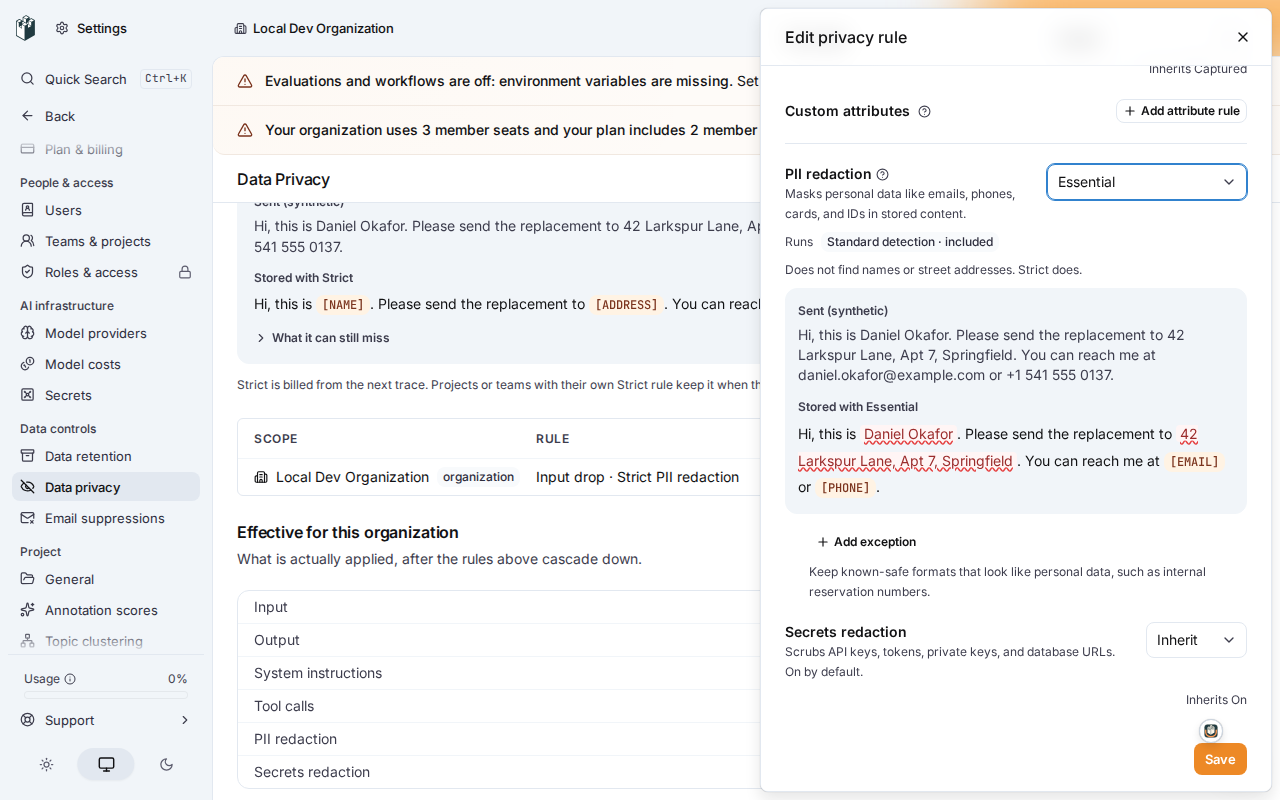 Settings
Local Dev Organization
Edit privacy rule
Quick Search
Ctrl+K
Back
Plan & billing
People & access
Users
Teams & projects
Roles & access
AI infrastructure
Model providers
Model costs
Secrets
Data controls
Data retention
Data privacy
Email suppressions
Project
General
Annotation scores
Topic clustering
Usage
0%
Support
Evaluations and workflows are off: environment variables are missing. Set
Your organization uses 3 member seats and your plan includes 2 member
Data Privacy
Sent (synthetic)
Hi, this is Daniel Okafor. Please send the replacement to 42 Larkspur Lane, Ap
541 555 0137.
Stored with Strict
Hi, this is [NAME] . Please send the replacement to [ADDRESS] . You can reach
What it can still miss
Strict is billed from the next trace. Projects or teams with their own Strict rule keep it when th
SCOPE
RULE
Local Dev Organization
organization
Input drop · Strict PII redaction
Effective for this organization
What is actually applied, after the rules above cascade down.
Input
Output
System instructions
Tool calls
PII redaction
Secrets redaction
Inherits Captured
Custom attributes
Add attribute rule
PII redaction
Essential
Masks personal data like emails, phones,
cards, and IDs in stored content.
Runs Standard detection · included
Does not find names or street addresses. Strict does.
Sent (synthetic)
Hi, this is Daniel Okafor. Please send the replacement to 42
Larkspur Lane, Apt 7, Springfield. You can reach me at
daniel.okafor@example.com or +1 541 555 0137.
Stored with Essential
Hi, this is Daniel Okafor . Please send the replacement to 42
Larkspur Lane, Apt 7, Springfield . You can reach me at [EMAIL]
or [PHONE] .
Add exception
Keep known-safe formats that look like personal data, such as internal
reservation numbers.
Secrets redaction
Inherit
Scrubs API keys, tokens, private keys, and database URLs.
On by default.
Inherits On
Save